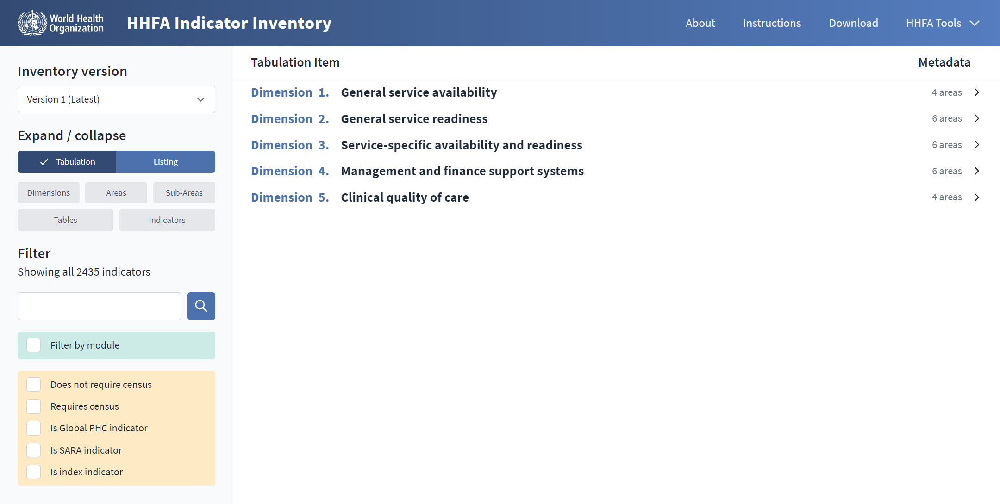 World Health
Organization
HHFA Indicator Inventory
About
Instructions
Download
HHFA Tools
Inventory version
Version 1 (Latest)
Expand / collapse
Tabulation
Listing
Dimensions
Areas
Sub-Areas
Tables
Indicators
Filter
Showing all 2435 indicators
Filter by module
Does not require census
Requires census
Is Global PHC indicator
Is SARA indicator
Is index indicator
Tabulation Item
Metadata
Dimension 1. General service availability
4 areas
Dimension 2. General service readiness
6 areas
Dimension 3. Service-specific availability and readiness
6 areas
Dimension 4. Management and finance support systems
6 areas
Dimension 5. Clinical quality of care
4 areas